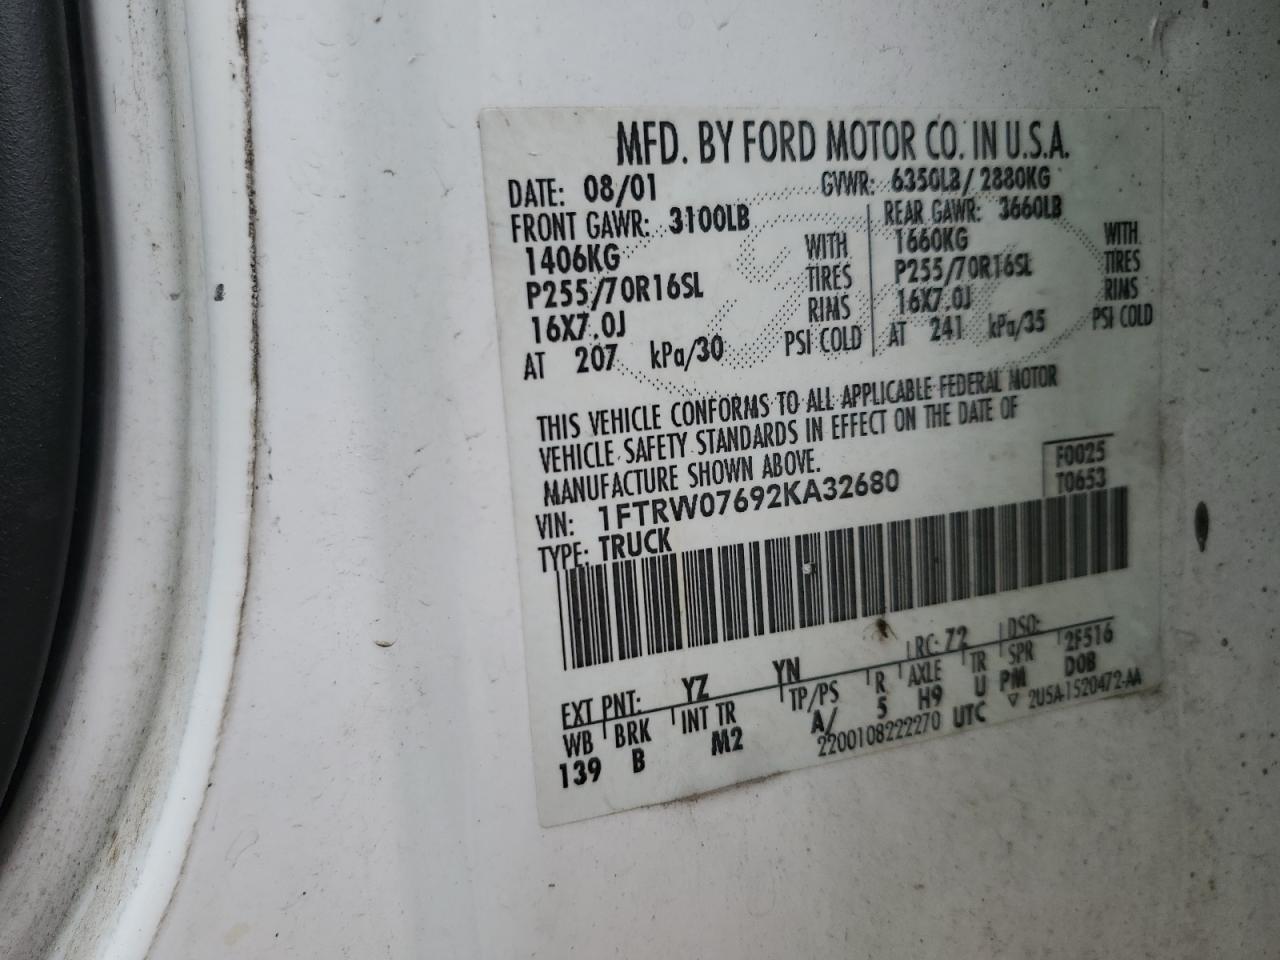 MFD. BY FORD MOTOR CO. IN U.S.A.
DATE: 08/01 GVWR: 6350LB/ 2880KG
FRONT GAWR: 3100LB REAR GAWR: 3660LB
1406KG WITH 1660KG WITH
P255/70R16SL TIRES P255/70R16SL TIRES
16X7.0J RIMS 16X7.0J RIMS
AT 207 kPa/30 PSI COLD AT 241 kPa/35 PSI COLD
THIS VEHICLE CONFORMS TO ALL APPLICABLE FEDERAL MOTOR
VEHICLE SAFETY STANDARDS IN EFFECT ON THE DATE OF
MANUFACTURE SHOWN ABOVE.
F0025
VIN: 1FTRW07692KA32680 T0653
TYPE: TRUCK
EXT PNT: YZ YN RC: 72 DSO:
WB BRK INT TR TP/PS R AXLE TR SPR 2F516
139 B M2 A/ 5 H9 U PM D0B
2200108222270 UTC ▽ 2U5A-1520472-AA